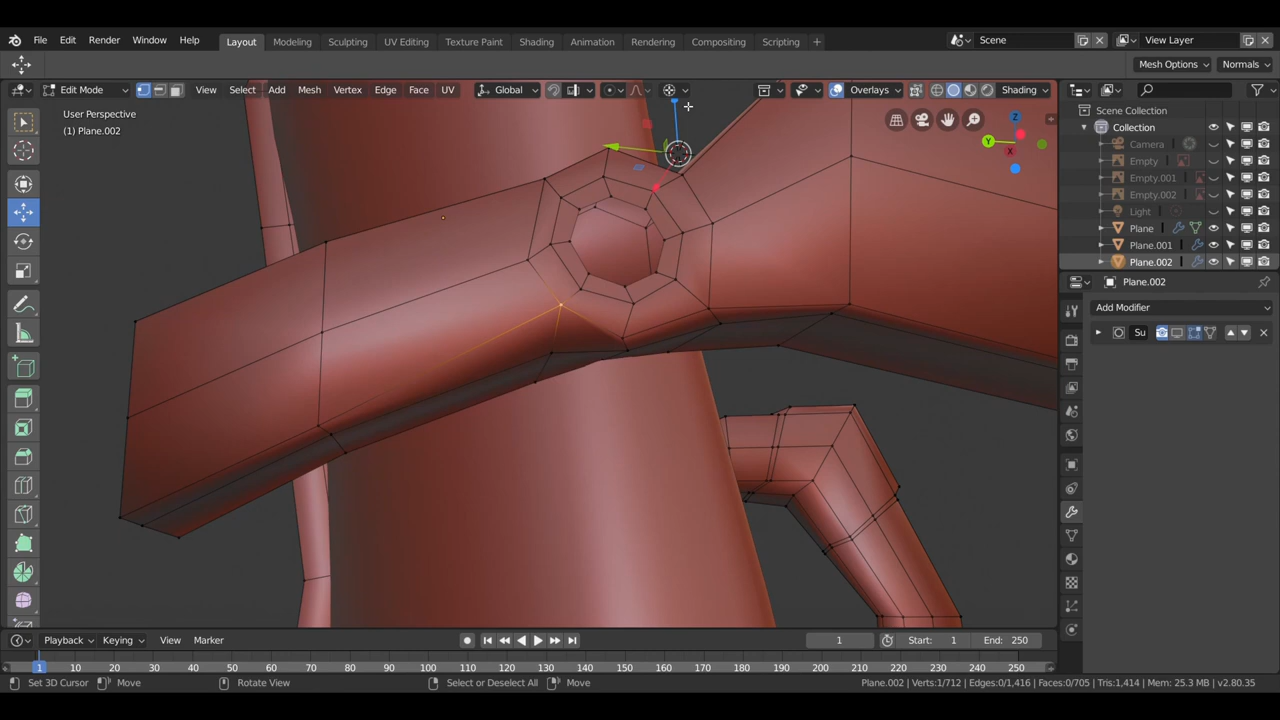 File Edit Render Window Help Layout Modeling Sculpting UV Editing Texture Paint Shading Animation Rendering Compositing Scripting + Scene View Layer
Mesh Options Normals
Edit Mode View Select Add Mesh Vertex Edge Face UV Global Overlays Shading
User Perspective
(1) Plane.002
Z
Y
X
Scene Collection
Collection
Camera
Empty
Empty.001
Empty.002
Light
Plane
Plane.001
Plane.002
Plane.002
Add Modifier
Su
Playback Keying View Marker 1 Start: 1 End: 250
1 10 20 30 40 50 60 70 80 90 100 110 120 130 140 150 160 170 180 190 200 210 220 230 240 250
Set 3D Cursor Move Rotate View Select or Deselect All Move Plane.002 | Verts:1/712 | Edges:0/1,416 | Faces:0/705 | Tris:1,414 | Mem: 25.3 MB | v2.80.35